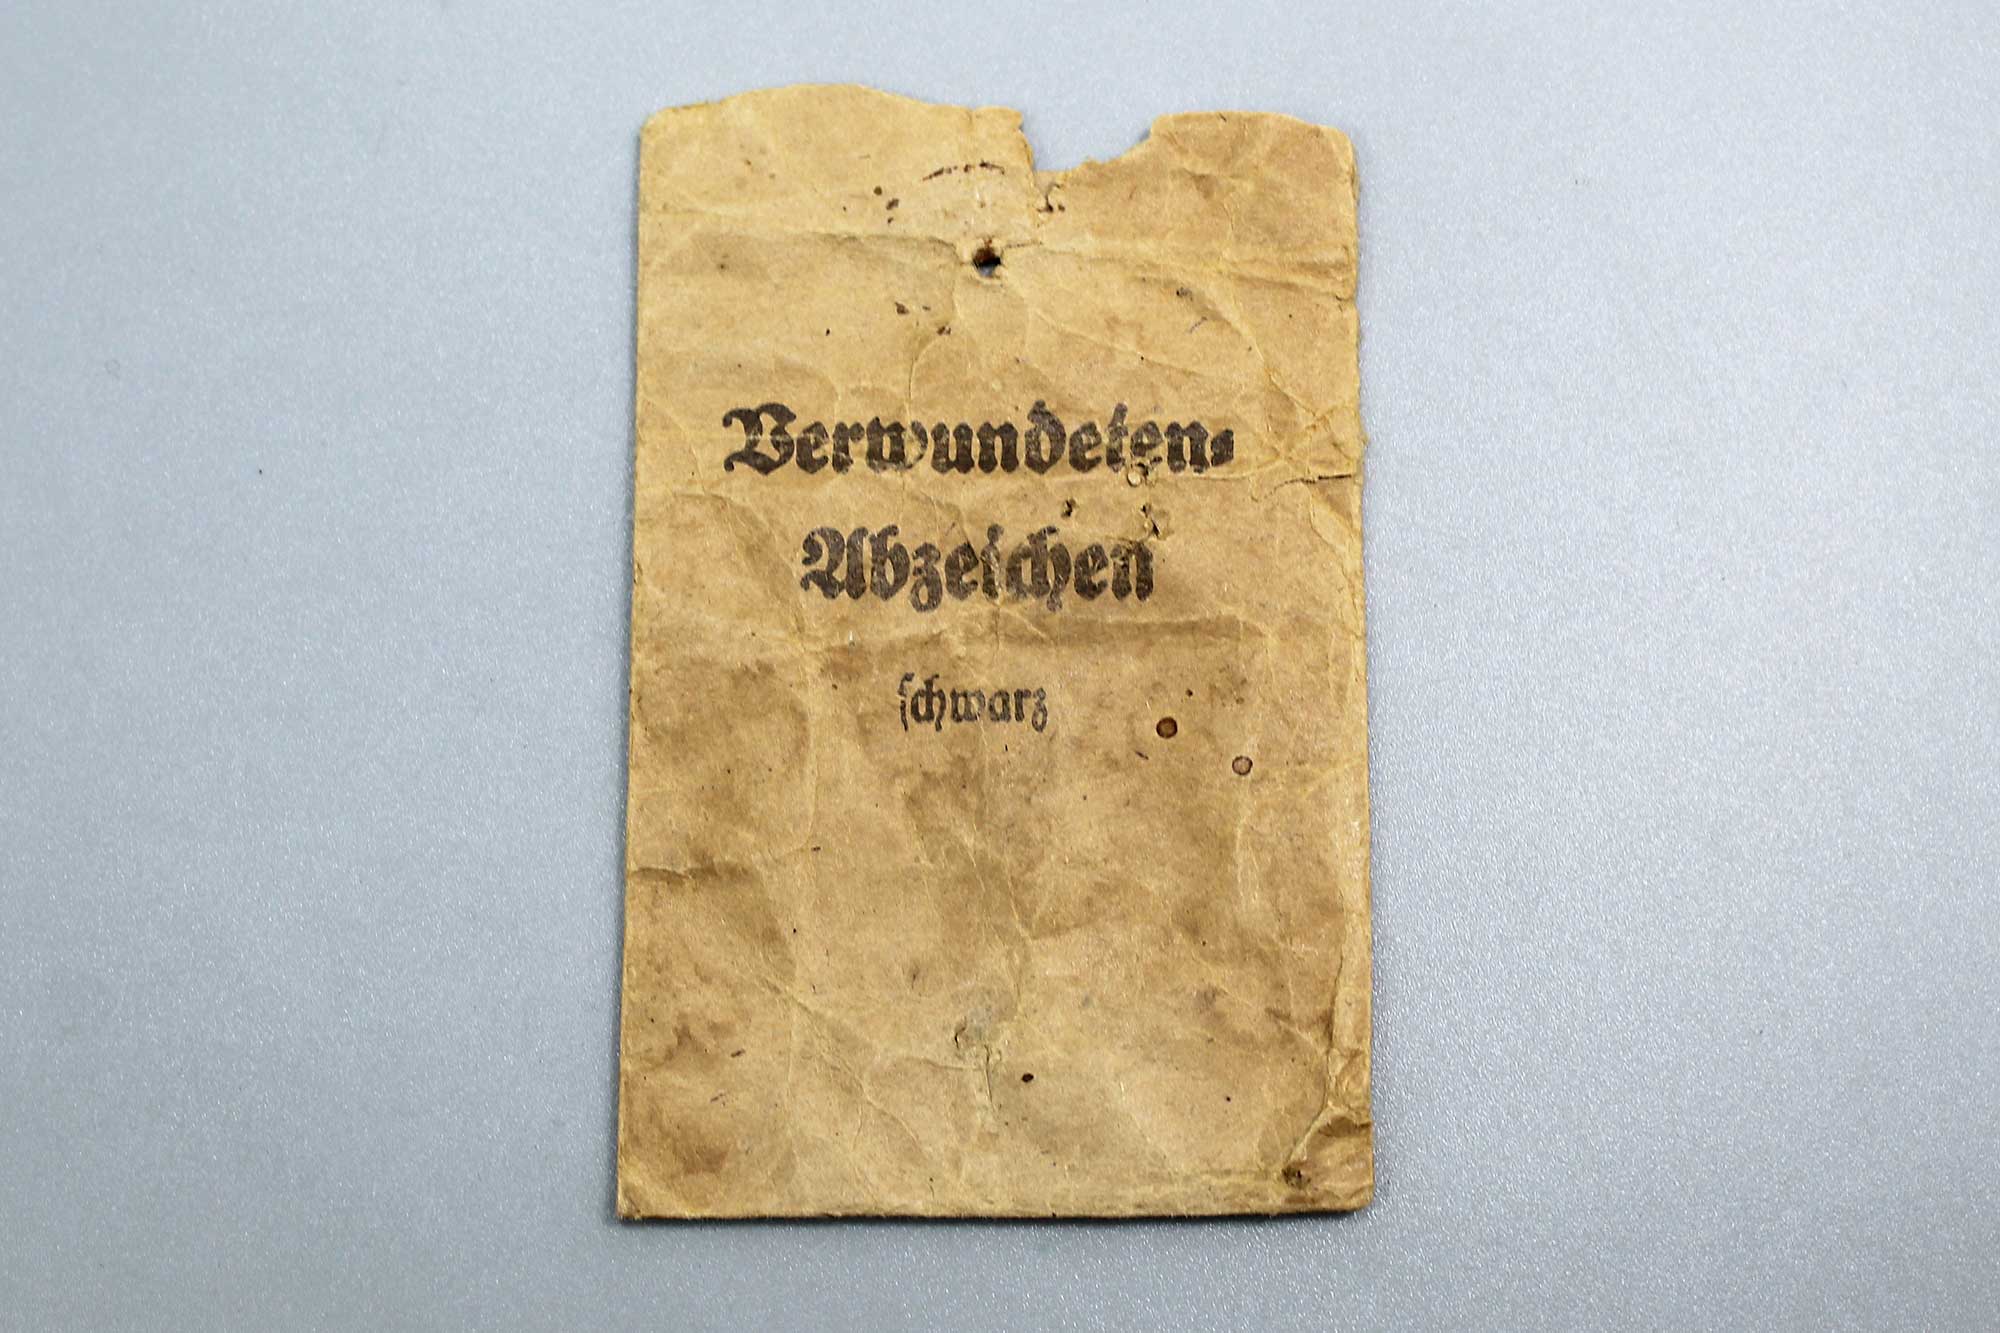 Verwundeten-
Abzeichen
schwarz